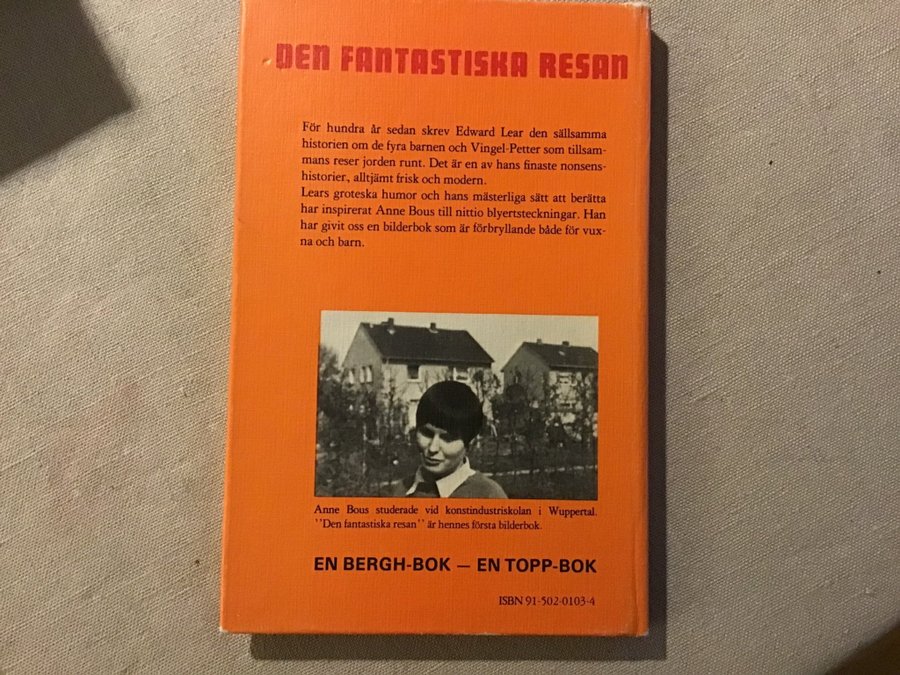 DEN FANTASTISKA RESAN
För hundra år sedan skrev Edward Lear den sällsamma
historien om de fyra barnen och Vingel-Petter som tillsam-
mans reser jorden runt. Det är en av hans finaste nonsens-
historier, alltjämt frisk och modern.
Lears groteska humor och hans mästerliga sätt att berätta
har inspirerat Anne Bous till nittio blyertsteckningar. Han
har givit oss en bilderbok som är förbryllande både för vux-
na och barn.
Anne Bous studerade vid konstindustriskolan i Wuppertal.
''Den fantastiska resan'' är hennes första bilderbok.
EN BERGH-BOK — EN TOPP-BOK
ISBN 91-502-0103-4